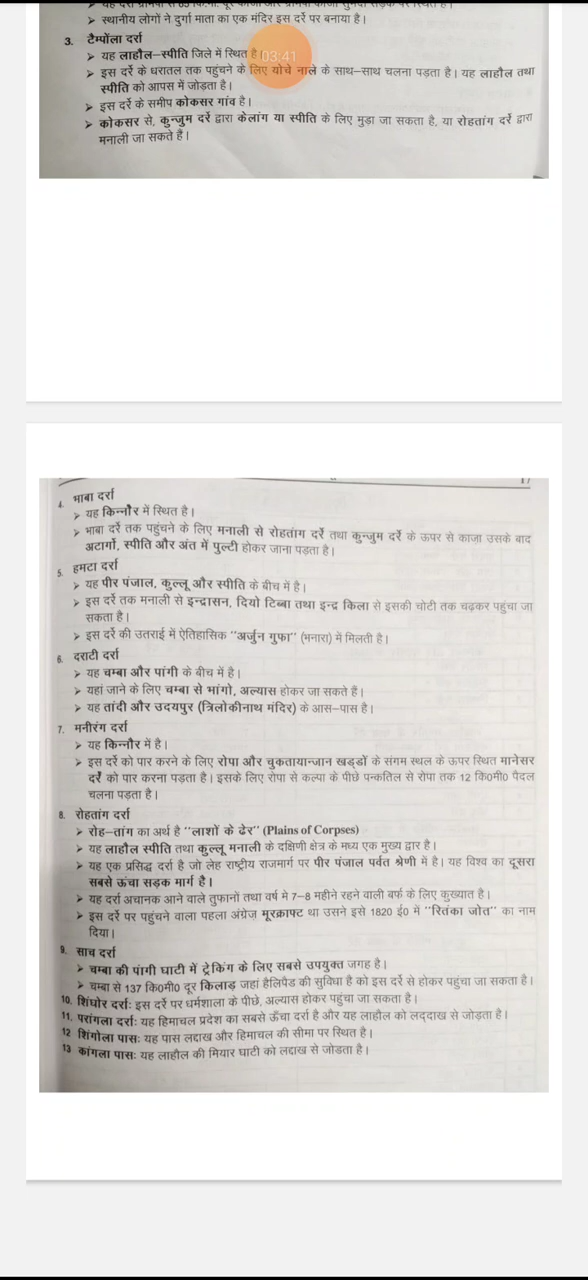 ➤ स्थानीय लोगों ने दुर्गा माता का एक मंदिर इस दर्रे पर बनाया है।
3. टैम्पोंला दर्रा
➤ यह लाहौल–स्पीति जिले में स्थित है।
03:41
➤ इस दर्रे के धरातल तक पहुंचने के लिए योचे नाले के साथ–साथ चलना पड़ता है। यह लाहौल तथा
स्पीति को आपस में जोड़ता है।
➤ इस दर्रे के समीप कोकसर गांव है।
➤ कोकसर से, कुन्जुम दर्रे द्वारा केलांग या स्पीति के लिए मुड़ा जा सकता है, या रोहतांग दर्रे द्वारा
मनाली जा सकते हैं।
17
4. भाबा दर्रा
➤ यह किन्नौर में स्थित है।
➤ भाबा दर्रे तक पहुंचने के लिए मनाली से रोहतांग दर्रे तथा कुन्जुम दर्रे के ऊपर से काजा उसके बाद
अटार्गो, स्पीति और अंत में पुल्टी होकर जाना पड़ता है।
5. हमटा दर्रा
➤ यह पीर पंजाल, कुल्लू और स्पीति के बीच में है।
➤ इस दर्रे तक मनाली से इन्द्रासन, दियो टिब्बा तथा इन्द्र किला से इसकी चोटी तक चढ़कर पहुंचा जा
सकता है।
➤ इस दर्रे की उतराई में ऐतिहासिक "अर्जुन गुफा" (मनारा) में मिलती है।
6. दराटी दर्रा
➤ यह चम्बा और पांगी के बीच में है।
➤ यहां जाने के लिए चम्बा से भांगो, अल्यास होकर जा सकते हैं।
➤ यह तांदी और उदयपुर (त्रिलोकीनाथ मंदिर) के आस–पास है।
7. मनीरंग दर्रा
➤ यह किन्नौर में है।
➤ इस दर्रे को पार करने के लिए रोपा और चुकतायान्जान खड्डों के संगम स्थल के ऊपर स्थित मानेसर
दर्रे को पार करना पड़ता है। इसके लिए रोपा से कल्पा के पीछे पन्कतिल से रोपा तक 12 कि0मी0 पैदल
चलना पड़ता है।
8. रोहतांग दर्रा
➤ रोह–तांग का अर्थ है "लाशों के ढेर" (Plains of Corpses)
➤ यह लाहौल स्पीति तथा कुल्लू मनाली के दक्षिणी क्षेत्र के मध्य एक मुख्य द्वार है।
➤ यह एक प्रसिद्ध दर्रा है जो लेह राष्ट्रीय राजमार्ग पर पीर पंजाल पर्वत श्रेणी में है। यह विश्व का दूसरा
सबसे ऊंचा सड़क मार्ग है।
➤ यह दर्रा अचानक आने वाले तुफानों तथा वर्ष मे 7–8 महीने रहने वाली बर्फ के लिए कुख्यात है।
➤ इस दर्रे पर पहुंचने वाला पहला अंग्रेज मूरक्राफ्ट था उसने इसे 1820 ई0 में "रितंका जोत" का नाम
दिया।
9. साच दर्रा
➤ चम्बा की पांगी घाटी में ट्रेकिंग के लिए सबसे उपयुक्त जगह है।
➤ चम्बा से 137 कि0मी0 दूर किलाड़ जहां हैलिपैड की सुविधा है को इस दर्रे से होकर पहुंचा जा सकता है।
10. शिंघोर दर्राः इस दर्रे पर धर्मशाला के पीछे, अल्यास होकर पहुंचा जा सकता है।
11. परांगला दर्राः यह हिमाचल प्रदेश का सबसे ऊँचा दर्रा है और यह लाहौल को लद्दाख से जोड़ता है।
12 शिंगोला पासः यह पास लद्दाख और हिमाचल की सीमा पर स्थित है।
13 कांगला पासः यह लाहौल की मियार घाटी को लदाख से जोडता है।